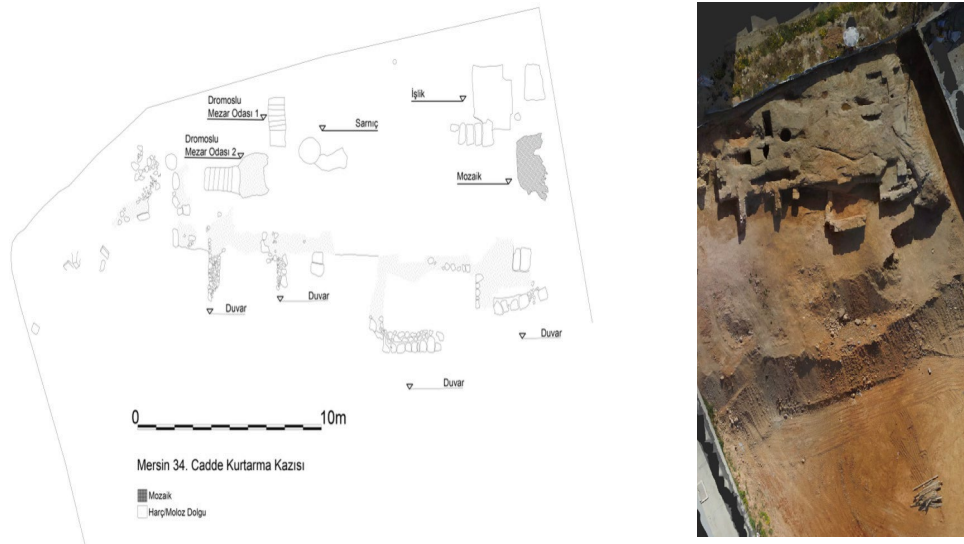 Dromoslu
Mezar Odası 1
İşlik
Sarnıç
Dromoslu
Mezar Odası 2
Mozaik
Duvar
Duvar
Duvar
Duvar
0 10m
Mersin 34. Cadde Kurtarma Kazısı
Mozaik
Harç/Moloz Dolgu